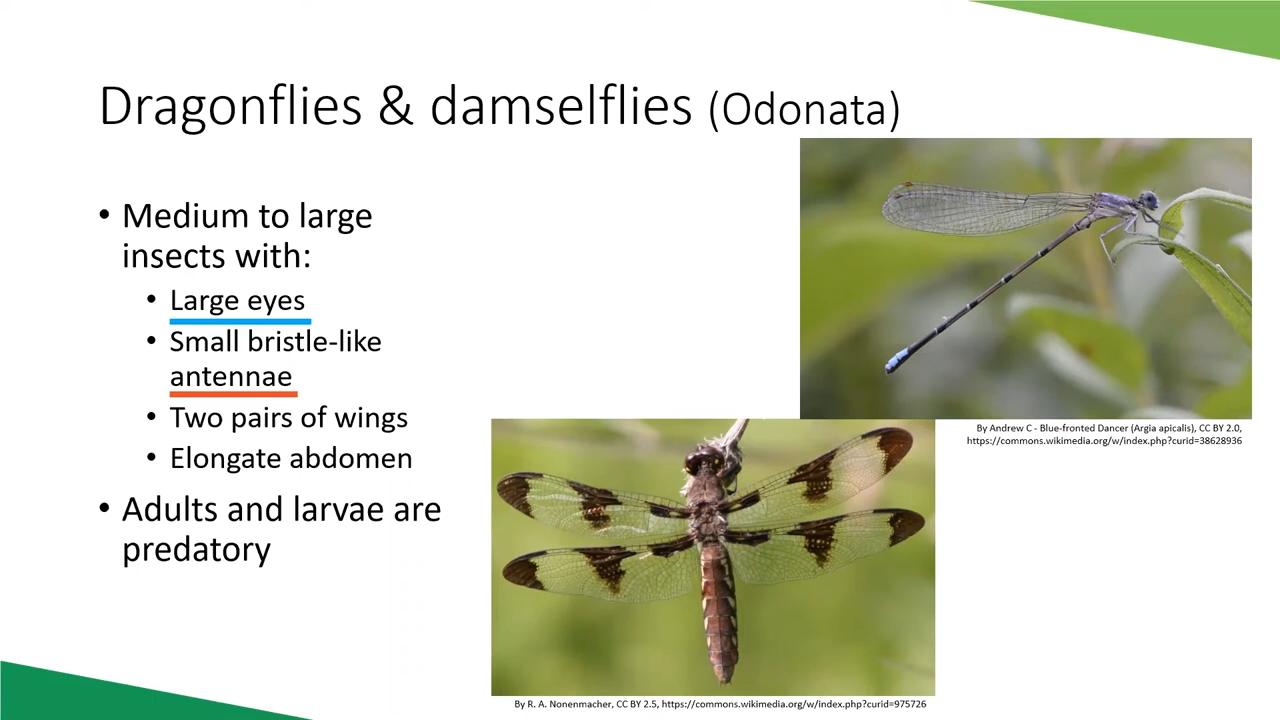 Dragonflies & damselflies (Odonata)
• Medium to large
insects with:
• Large eyes
• Small bristle-like
antennae
• Two pairs of wings
• Elongate abdomen
• Adults and larvae are
predatory
By Andrew C - Blue-fronted Dancer (Argia apicalis), CC BY 2.0,
https://commons.wikimedia.org/w/index.php?curid=38628936
By R. A. Nonenmacher, CC BY 2.5, https://commons.wikimedia.org/w/index.php?curid=975726